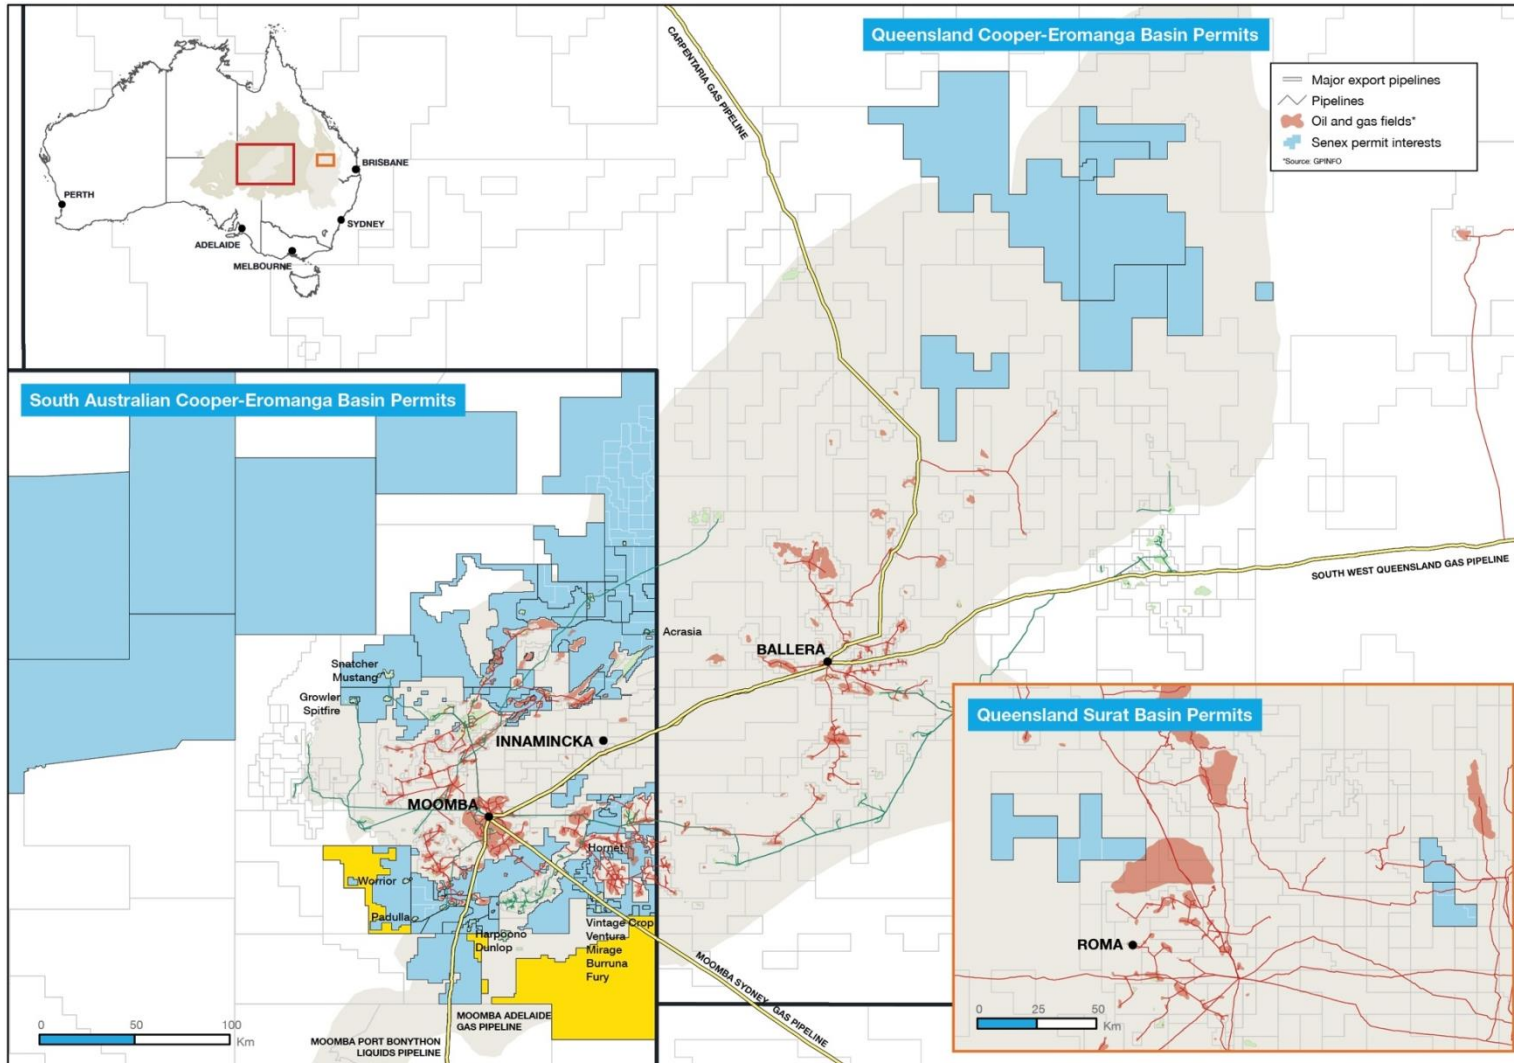 Queensland Cooper-Eromanga Basin Permits
Major export pipelines
Pipelines
Oil and gas fields*
Senex permit interests
*Source: GPINFO
CARPENTARIA GAS PIPELINE
PERTH
ADELAIDE
MELBOURNE
SYDNEY
BRISBANE
South Australian Cooper-Eromanga Basin Permits
SOUTH WEST QUEENSLAND GAS PIPELINE
BALLERA
Acrasia
Snatcher
Mustang
Growler
Spitfire
INNAMINCKA
MOOMBA
Hornet
Worrior
Padulla
Harpoono
Dunlop
Vintage Crop
Ventura
Mirage
Burruna
Fury
MOOMBA SYDNEY GAS PIPELINE
MOOMBA ADELAIDE
GAS PIPELINE
MOOMBA PORT BONYTHON
LIQUIDS PIPELINE
0 50 100
Km
Queensland Surat Basin Permits
ROMA
0 25 50
Km